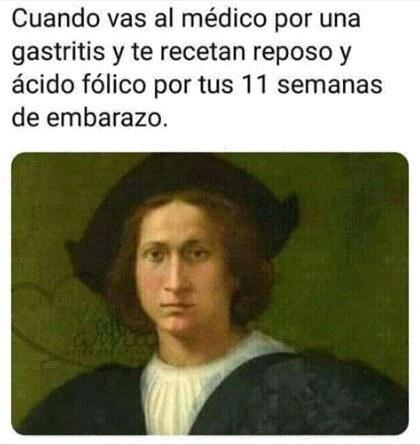 Cuando vas al médico por una
gastritis y te recetan reposo y
ácido fólico por tus 11 semanas
de embarazo.